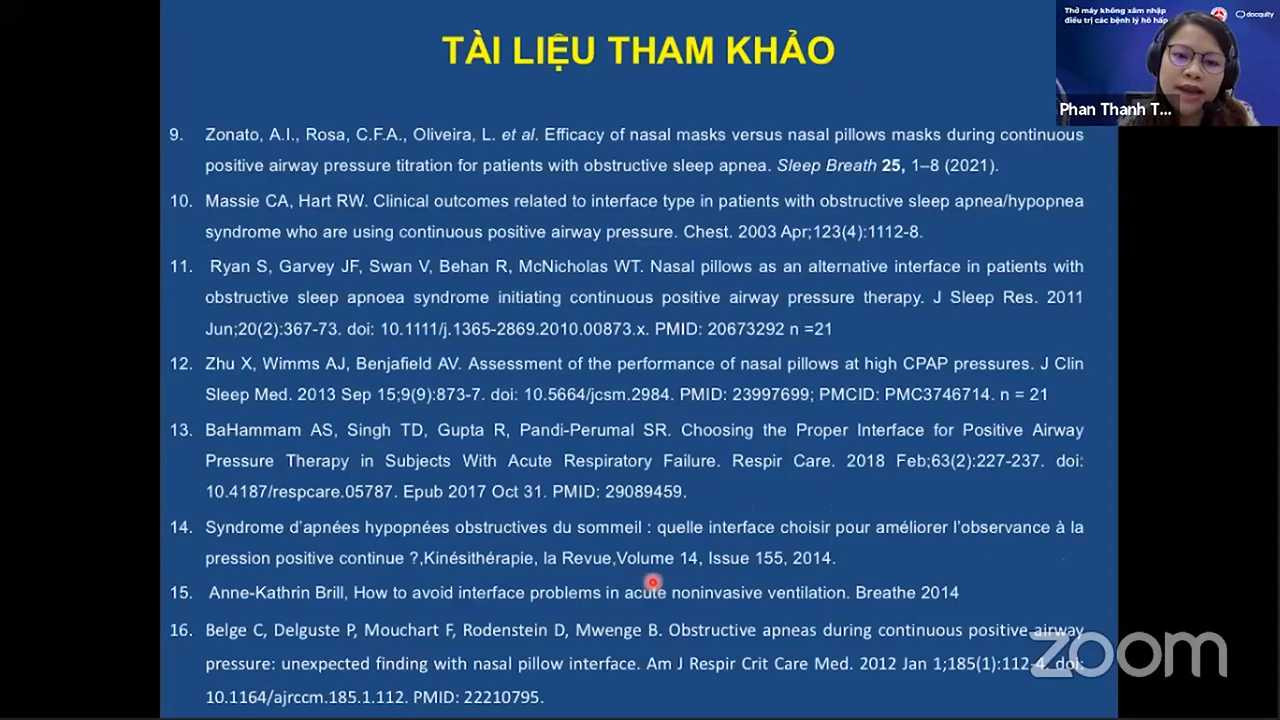 TÀI LIỆU THAM KHẢO
Thở máy không xâm nhập
điều trị các bệnh lý hô hấp
docquity
Phan Thanh T...
9. Zonato, A.I., Rosa, C.F.A., Oliveira, L. et al. Efficacy of nasal masks versus nasal pillows masks during continuous
positive airway pressure titration for patients with obstructive sleep apnea. Sleep Breath 25, 1–8 (2021).
10. Massie CA, Hart RW. Clinical outcomes related to interface type in patients with obstructive sleep apnea/hypopnea
syndrome who are using continuous positive airway pressure. Chest. 2003 Apr;123(4):1112-8.
11. Ryan S, Garvey JF, Swan V, Behan R, McNicholas WT. Nasal pillows as an alternative interface in patients with
obstructive sleep apnoea syndrome initiating continuous positive airway pressure therapy. J Sleep Res. 2011
Jun;20(2):367-73. doi: 10.1111/j.1365-2869.2010.00873.x. PMID: 20673292 n =21
12. Zhu X, Wimms AJ, Benjafield AV. Assessment of the performance of nasal pillows at high CPAP pressures. J Clin
Sleep Med. 2013 Sep 15;9(9):873-7. doi: 10.5664/jcsm.2984. PMID: 23997699; PMCID: PMC3746714. n = 21
13. BaHammam AS, Singh TD, Gupta R, Pandi-Perumal SR. Choosing the Proper Interface for Positive Airway
Pressure Therapy in Subjects With Acute Respiratory Failure. Respir Care. 2018 Feb;63(2):227-237. doi:
10.4187/respcare.05787. Epub 2017 Oct 31. PMID: 29089459.
14. Syndrome d’apnées hypopnées obstructives du sommeil : quelle interface choisir pour améliorer l’observance à la
pression positive continue ?,Kinésithérapie, la Revue,Volume 14, Issue 155, 2014.
15. Anne-Kathrin Brill, How to avoid interface problems in acute noninvasive ventilation. Breathe 2014
16. Belge C, Delguste P, Mouchart F, Rodenstein D, Mwenge B. Obstructive apneas during continuous positive airway
pressure: unexpected finding with nasal pillow interface. Am J Respir Crit Care Med. 2012 Jan 1;185(1):112-4. doi:
10.1164/ajrccm.185.1.112. PMID: 22210795.
zoom